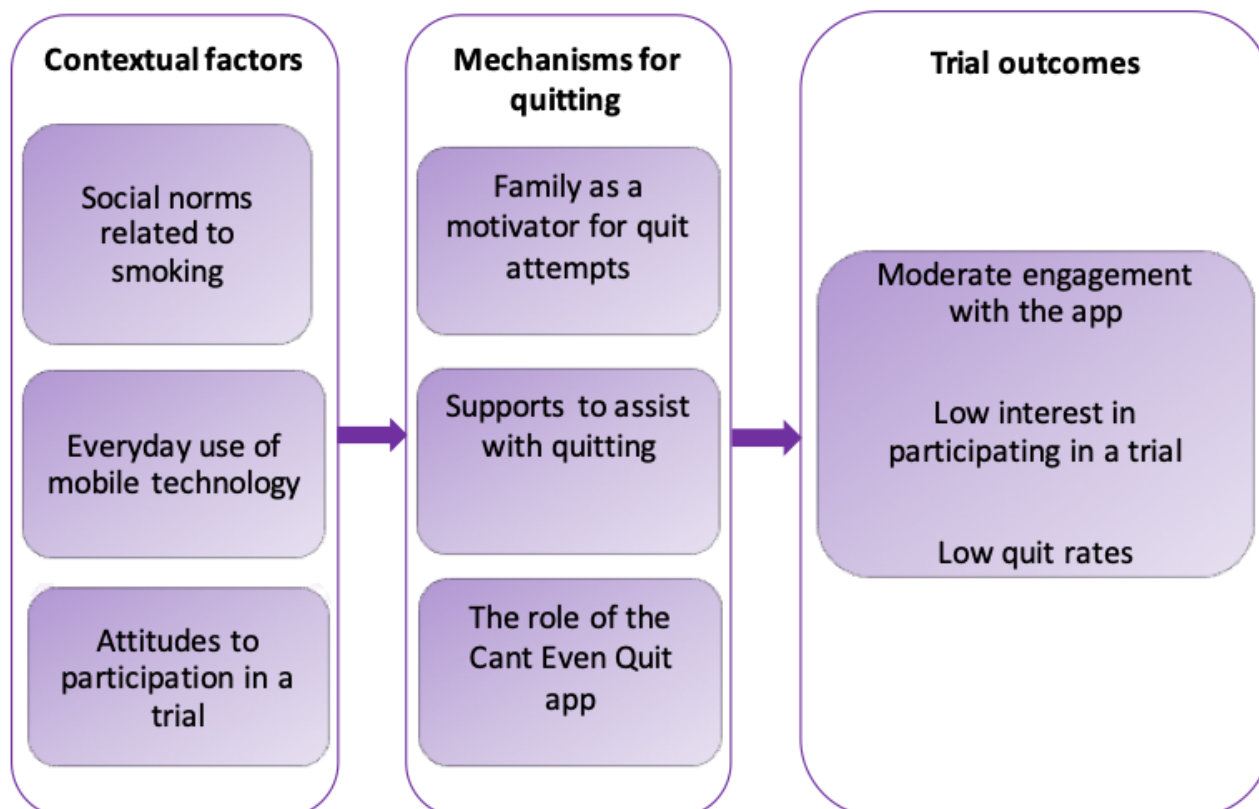 Contextual factors
Social norms
related to
smoking
Everyday use of
mobile technology
Attitudes to
participation in a
trial
Mechanisms for
quitting
Family as a
motivator for quit
attempts
Supports to assist
with quitting
The role of the
Cant Even Quit
app
Trial outcomes
Moderate engagement
with the app
Low interest in
participating in a trial
Low quit rates